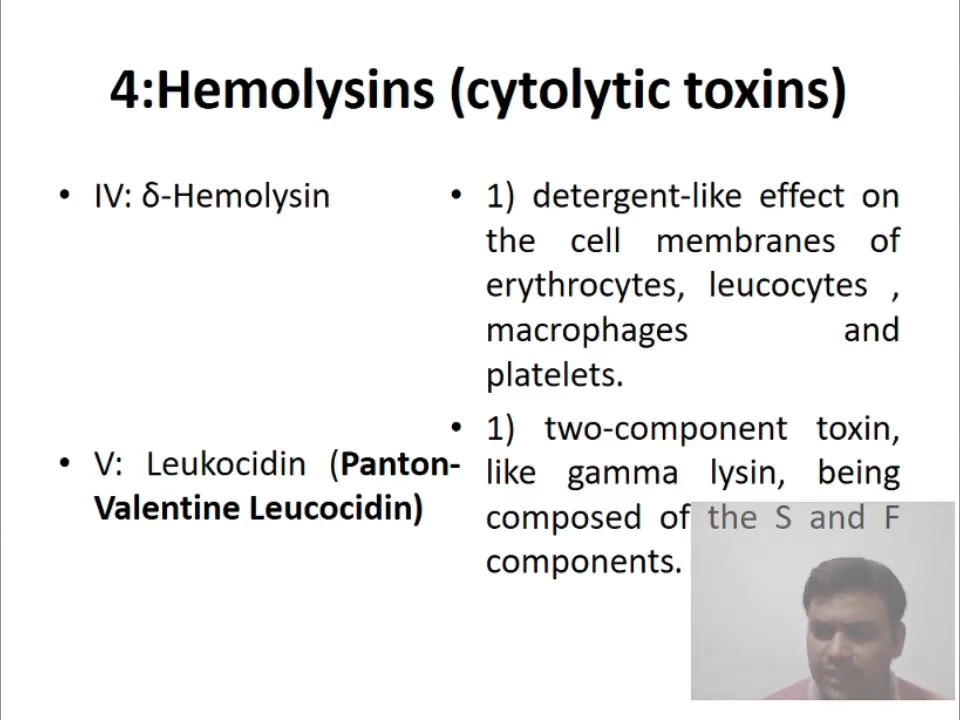 4:Hemolysins (cytolytic toxins)
• IV: δ-Hemolysin
• V: Leukocidin (Panton-
Valentine Leucocidin)
• 1) detergent-like effect on
the cell membranes of
erythrocytes, leucocytes ,
macrophages and
platelets.
• 1) two-component toxin,
like gamma lysin, being
composed of the S and F
components.